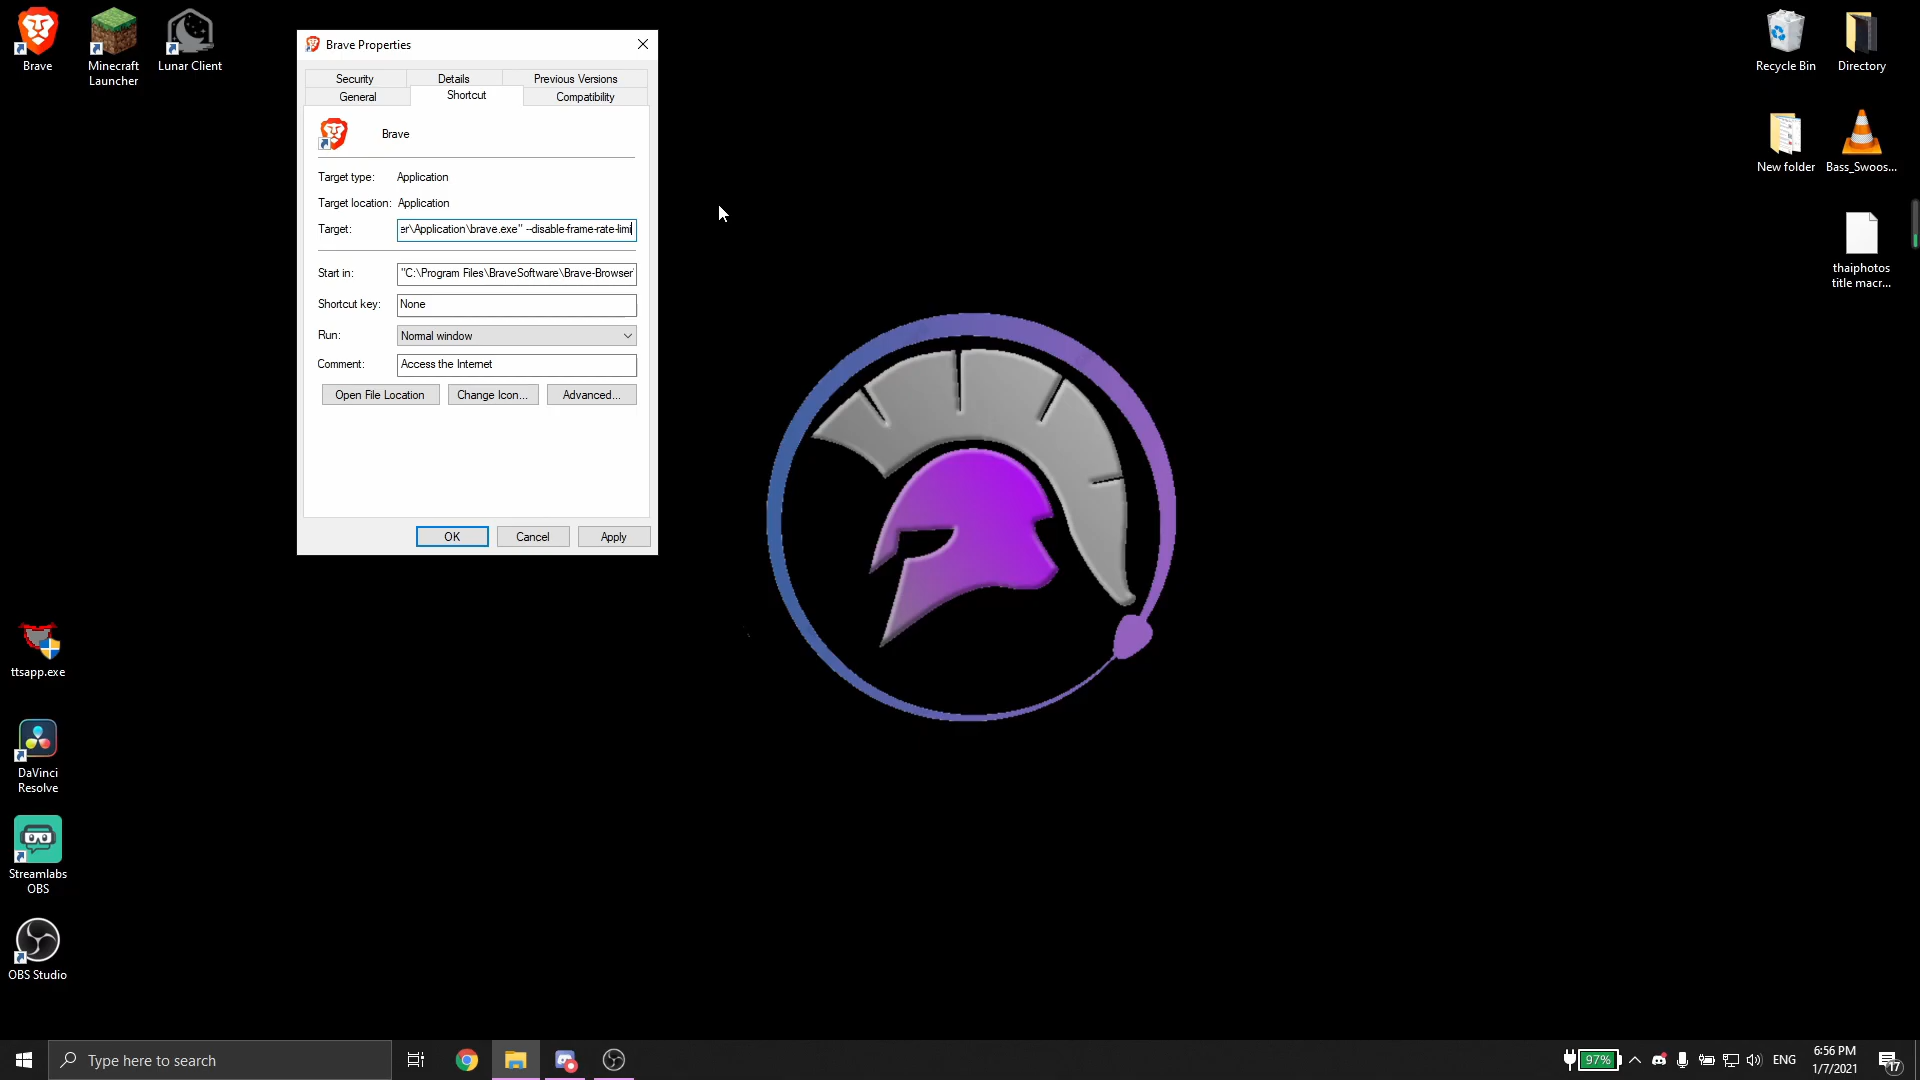 Brave
Minecraft
Launcher
Lunar Client
Brave Properties
Security
Details
Previous Versions
General
Shortcut
Compatibility
Brave
Target type:
Application
Target location:
Application
Target:
er\Application\brave.exe" --disable-frame-rate-limi
Start in:
"C:\Program Files\BraveSoftware\Brave-Browser\
Shortcut key:
None
Run:
Normal window
Comment:
Access the Internet
Open File Location
Change Icon...
Advanced...
OK
Cancel
Apply
Recycle Bin
Directory
New folder
Bass_Swoos...
thaiphotos
title macr...
ttsapp.exe
DaVinci
Resolve
Streamlabs
OBS
OBS Studio
Type here to search
97%
ENG
6:56 PM
1/7/2021
17